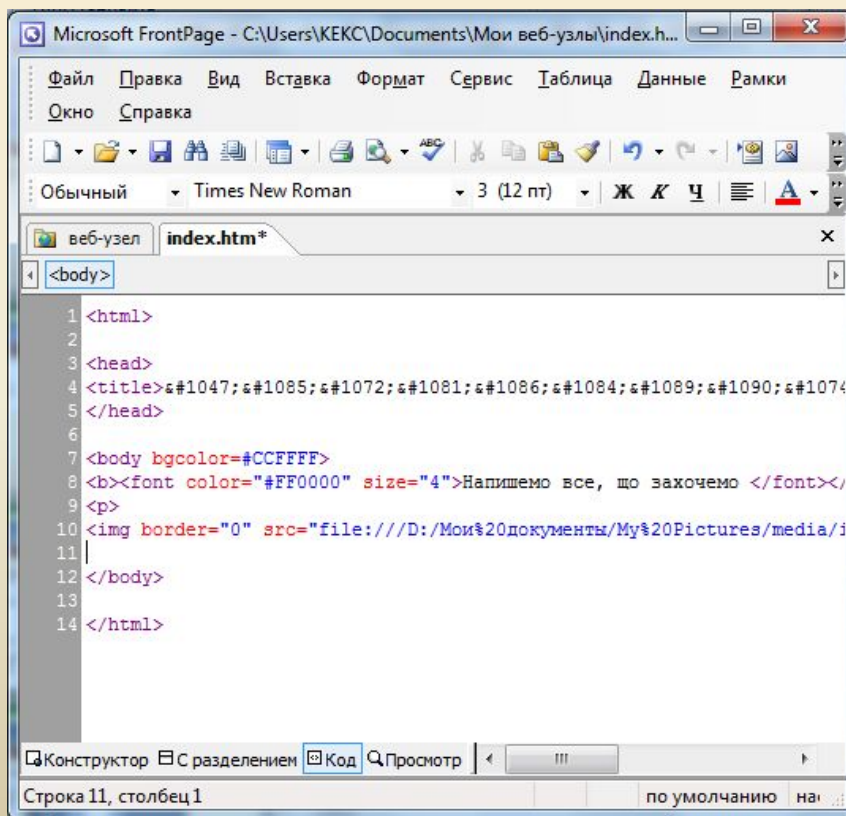 Microsoft FrontPage - C:\Users\КЕКС\Documents\Мои веб-узлы\index.h...
Файл Правка Вид Вставка Формат Сервис Таблица Данные Рамки
Окно Справка
ABC
Обычный Times New Roman 3 (12 пт) Ж К Ч A
веб-узел index.htm*
<body>
1 <html>
2
3 <head>
4 <title>&#1047;&#1085;&#1072;&#1081;&#1086;&#1084;&#1089;&#1090;&#1074
5 </head>
6
7 <body bgcolor=#CCFFFF>
8 <b><font color="#FF0000" size="4">Напишемо все, що захочемо </font></
9 <p>
10 <img border="0" src="file:///D:/Мои%20документы/My%20Pictures/media/i
11
12 </body>
13
14 </html>
Конструктор С разделением Код Просмотр
Строка 11, столбец 1 по умолчанию